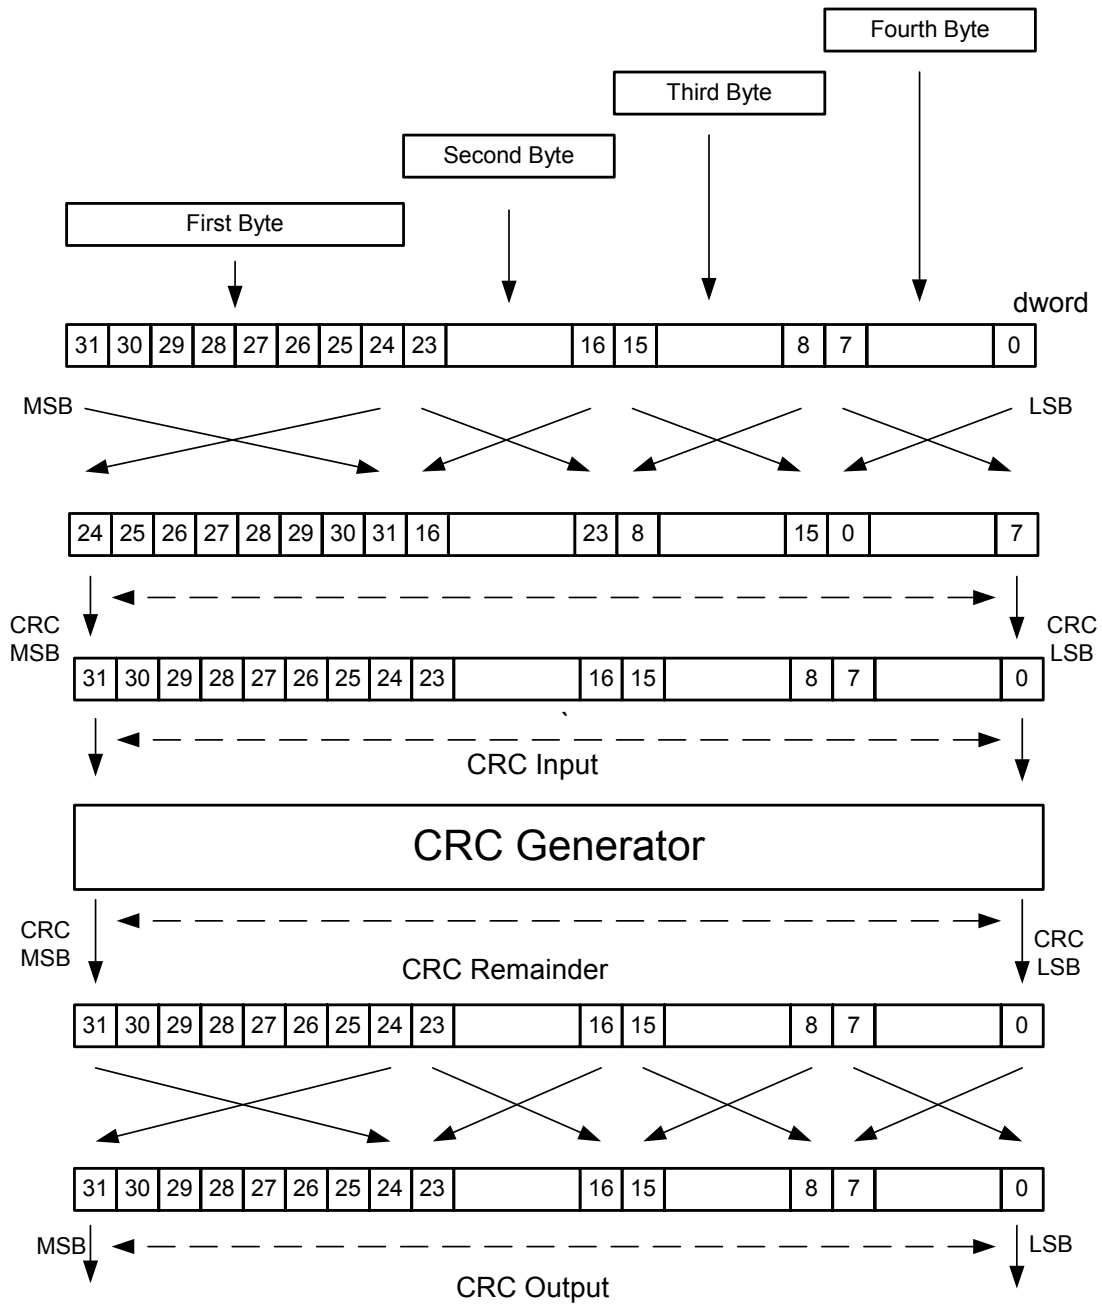 Fourth Byte
Third Byte
Second Byte
First Byte
dword
31 30 29 28 27 26 25 24 23 16 15 8 7 0
MSB LSB
24 25 26 27 28 29 30 31 16 23 8 15 0 7
CRC MSB CRC LSB
31 30 29 28 27 26 25 24 23 16 15 8 7 0
CRC Input
CRC Generator
CRC MSB CRC LSB
CRC Remainder
31 30 29 28 27 26 25 24 23 16 15 8 7 0
31 30 29 28 27 26 25 24 23 16 15 8 7 0
MSB LSB
CRC Output